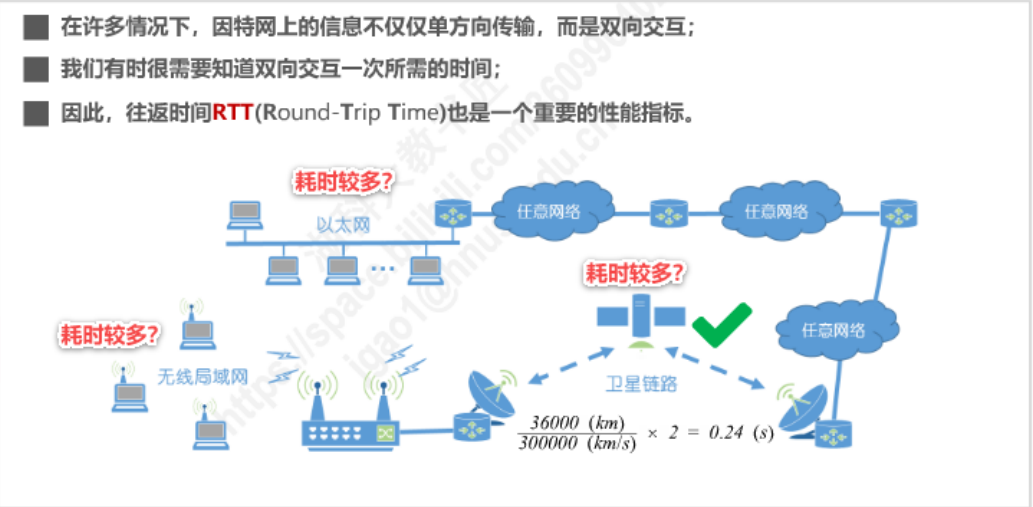 在许多情况下，因特网上的信息不仅仅单方向传输，而是双向交互；
我们有时很需要知道双向交互一次所需的时间；
因此，往返时间RTT(Round-Trip Time)也是一个重要的性能指标。
耗时较多?
以太网
任意网络
任意网络
...
耗时较多?
耗时较多?
任意网络
无线局域网
卫星链路
36000 (km)
300000 (km/s) × 2 = 0.24 (s)